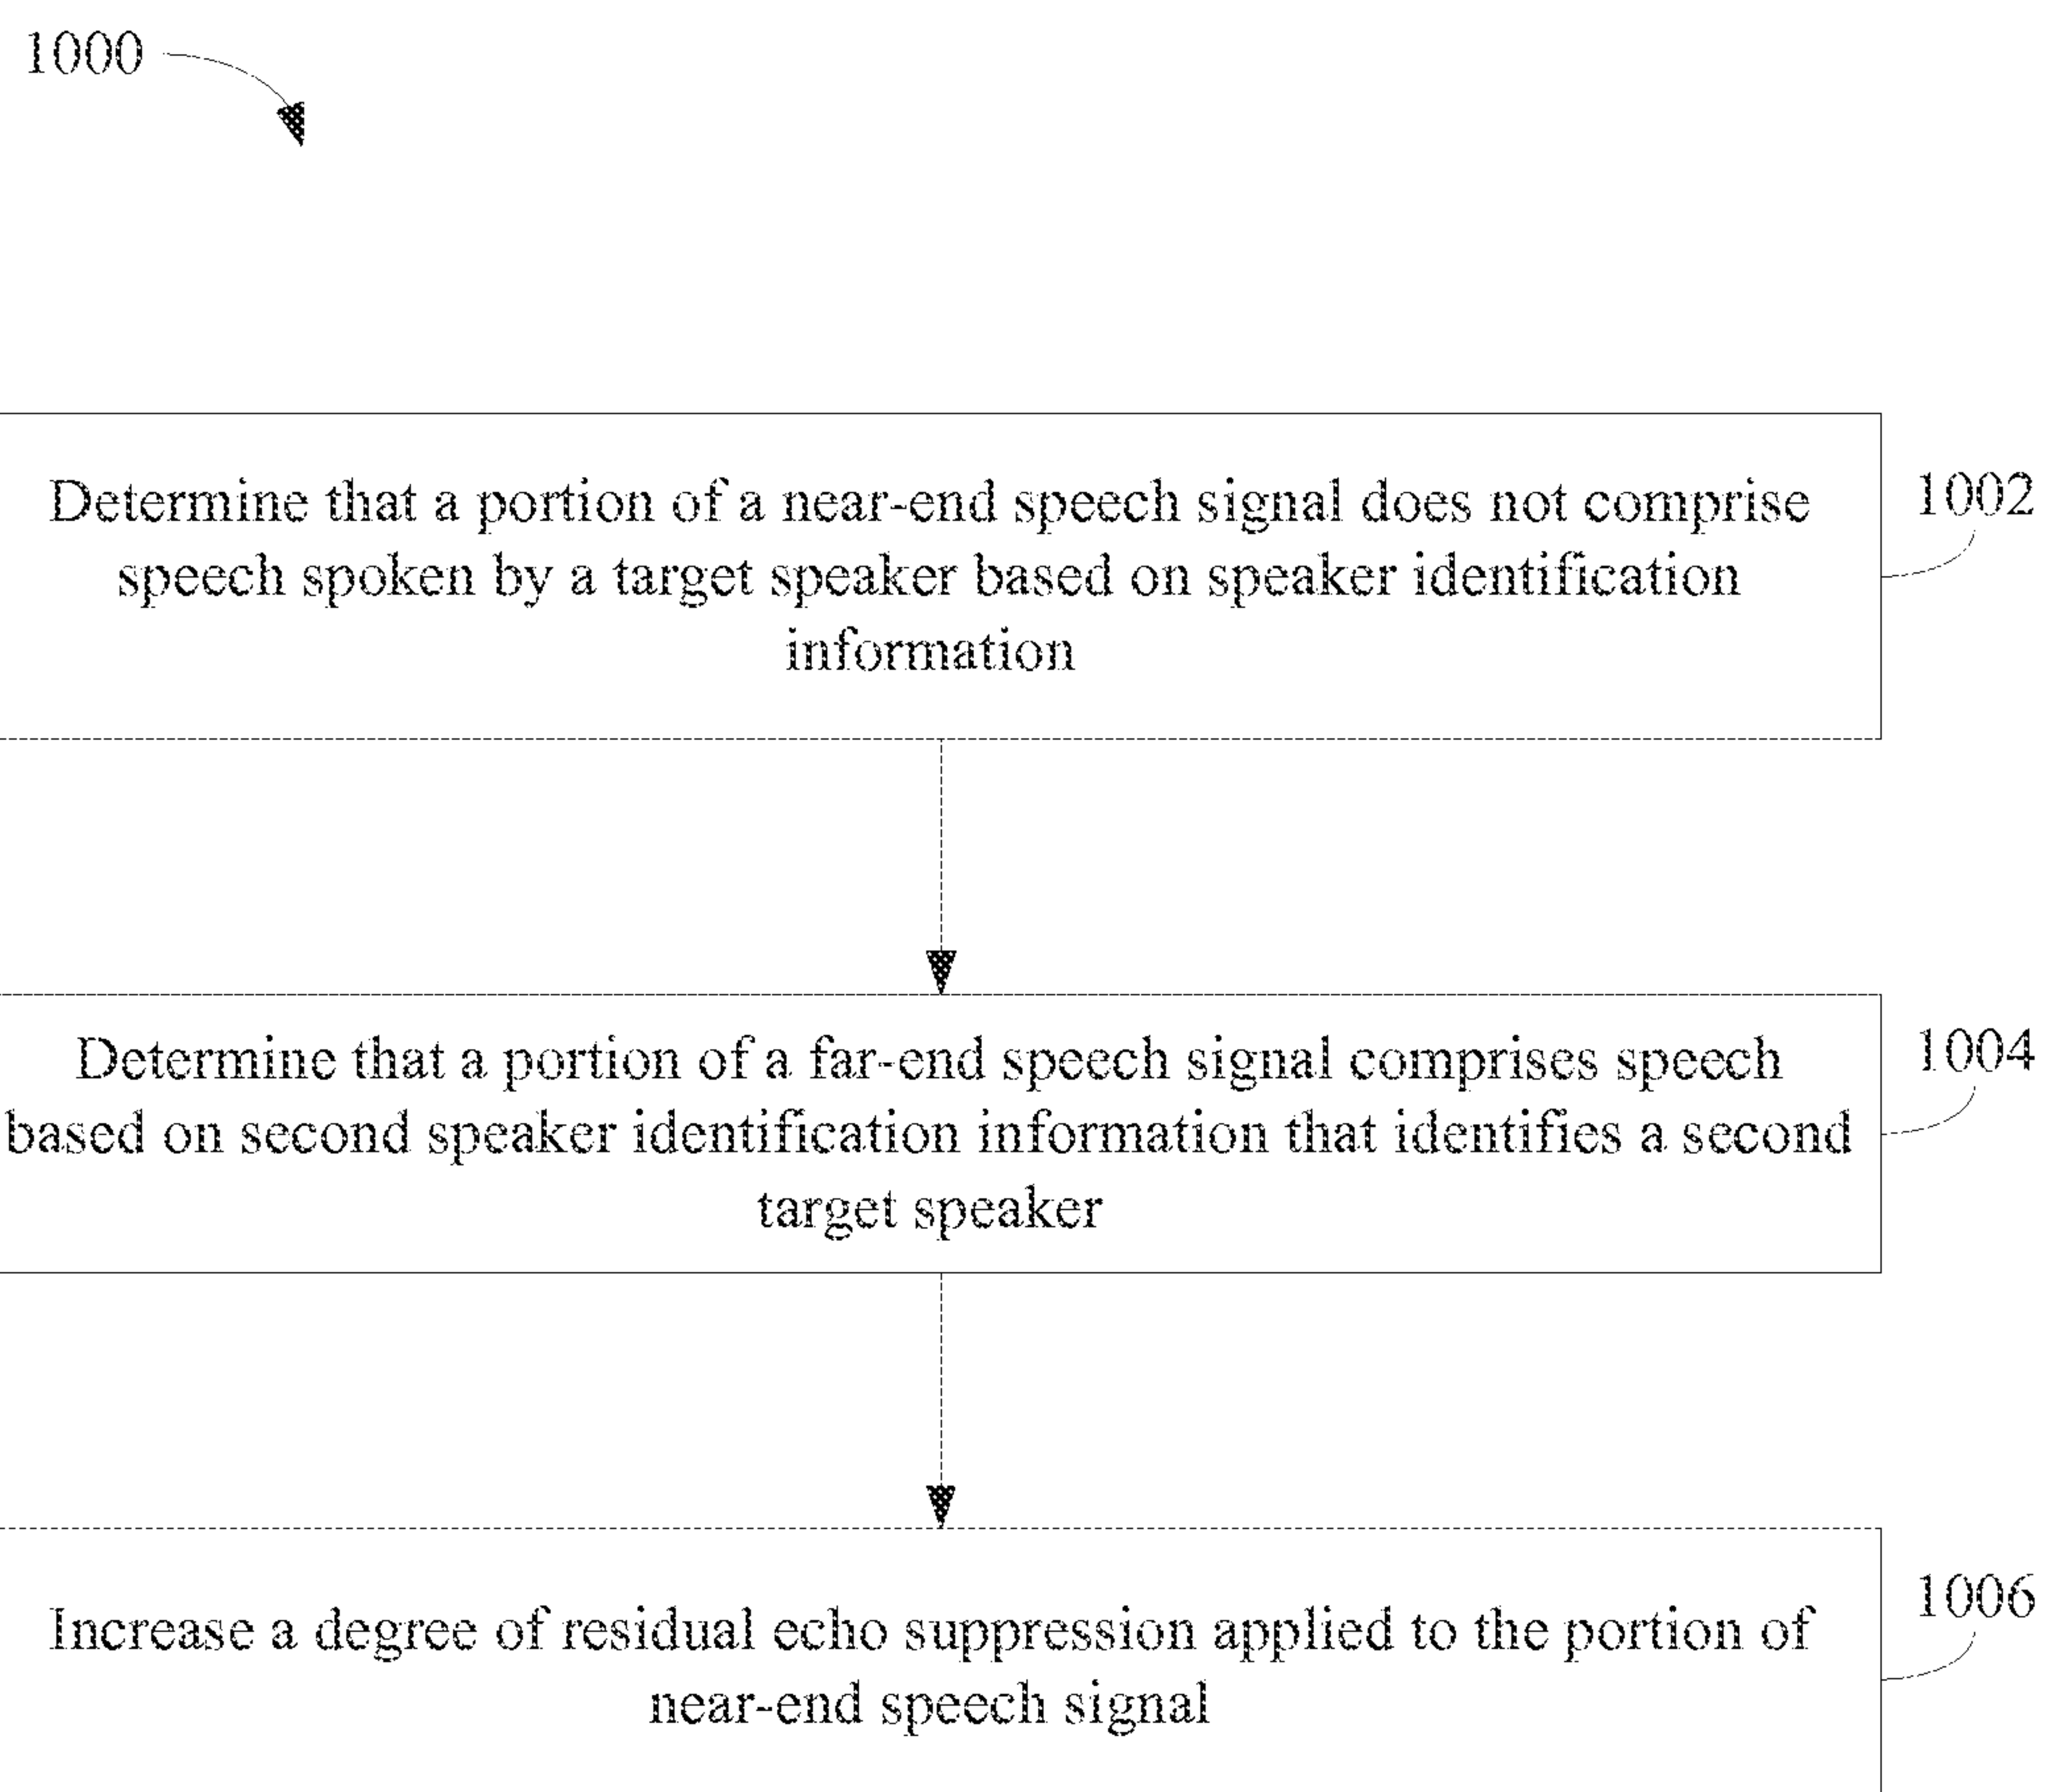 1000
Determine that a portion of a near-end speech signal does not comprise
speech spoken by a target speaker based on speaker identification
information
1002
Determine that a portion of a far-end speech signal comprises speech
based on second speaker identification information that identifies a second
target speaker
1004
Increase a degree of residual echo suppression applied to the portion of
near-end speech signal
1006